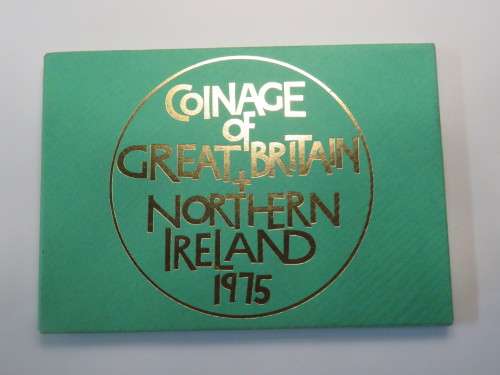 COINAGE
of
GREAT BRITAIN
+
NORTHERN
IRELAND
1975